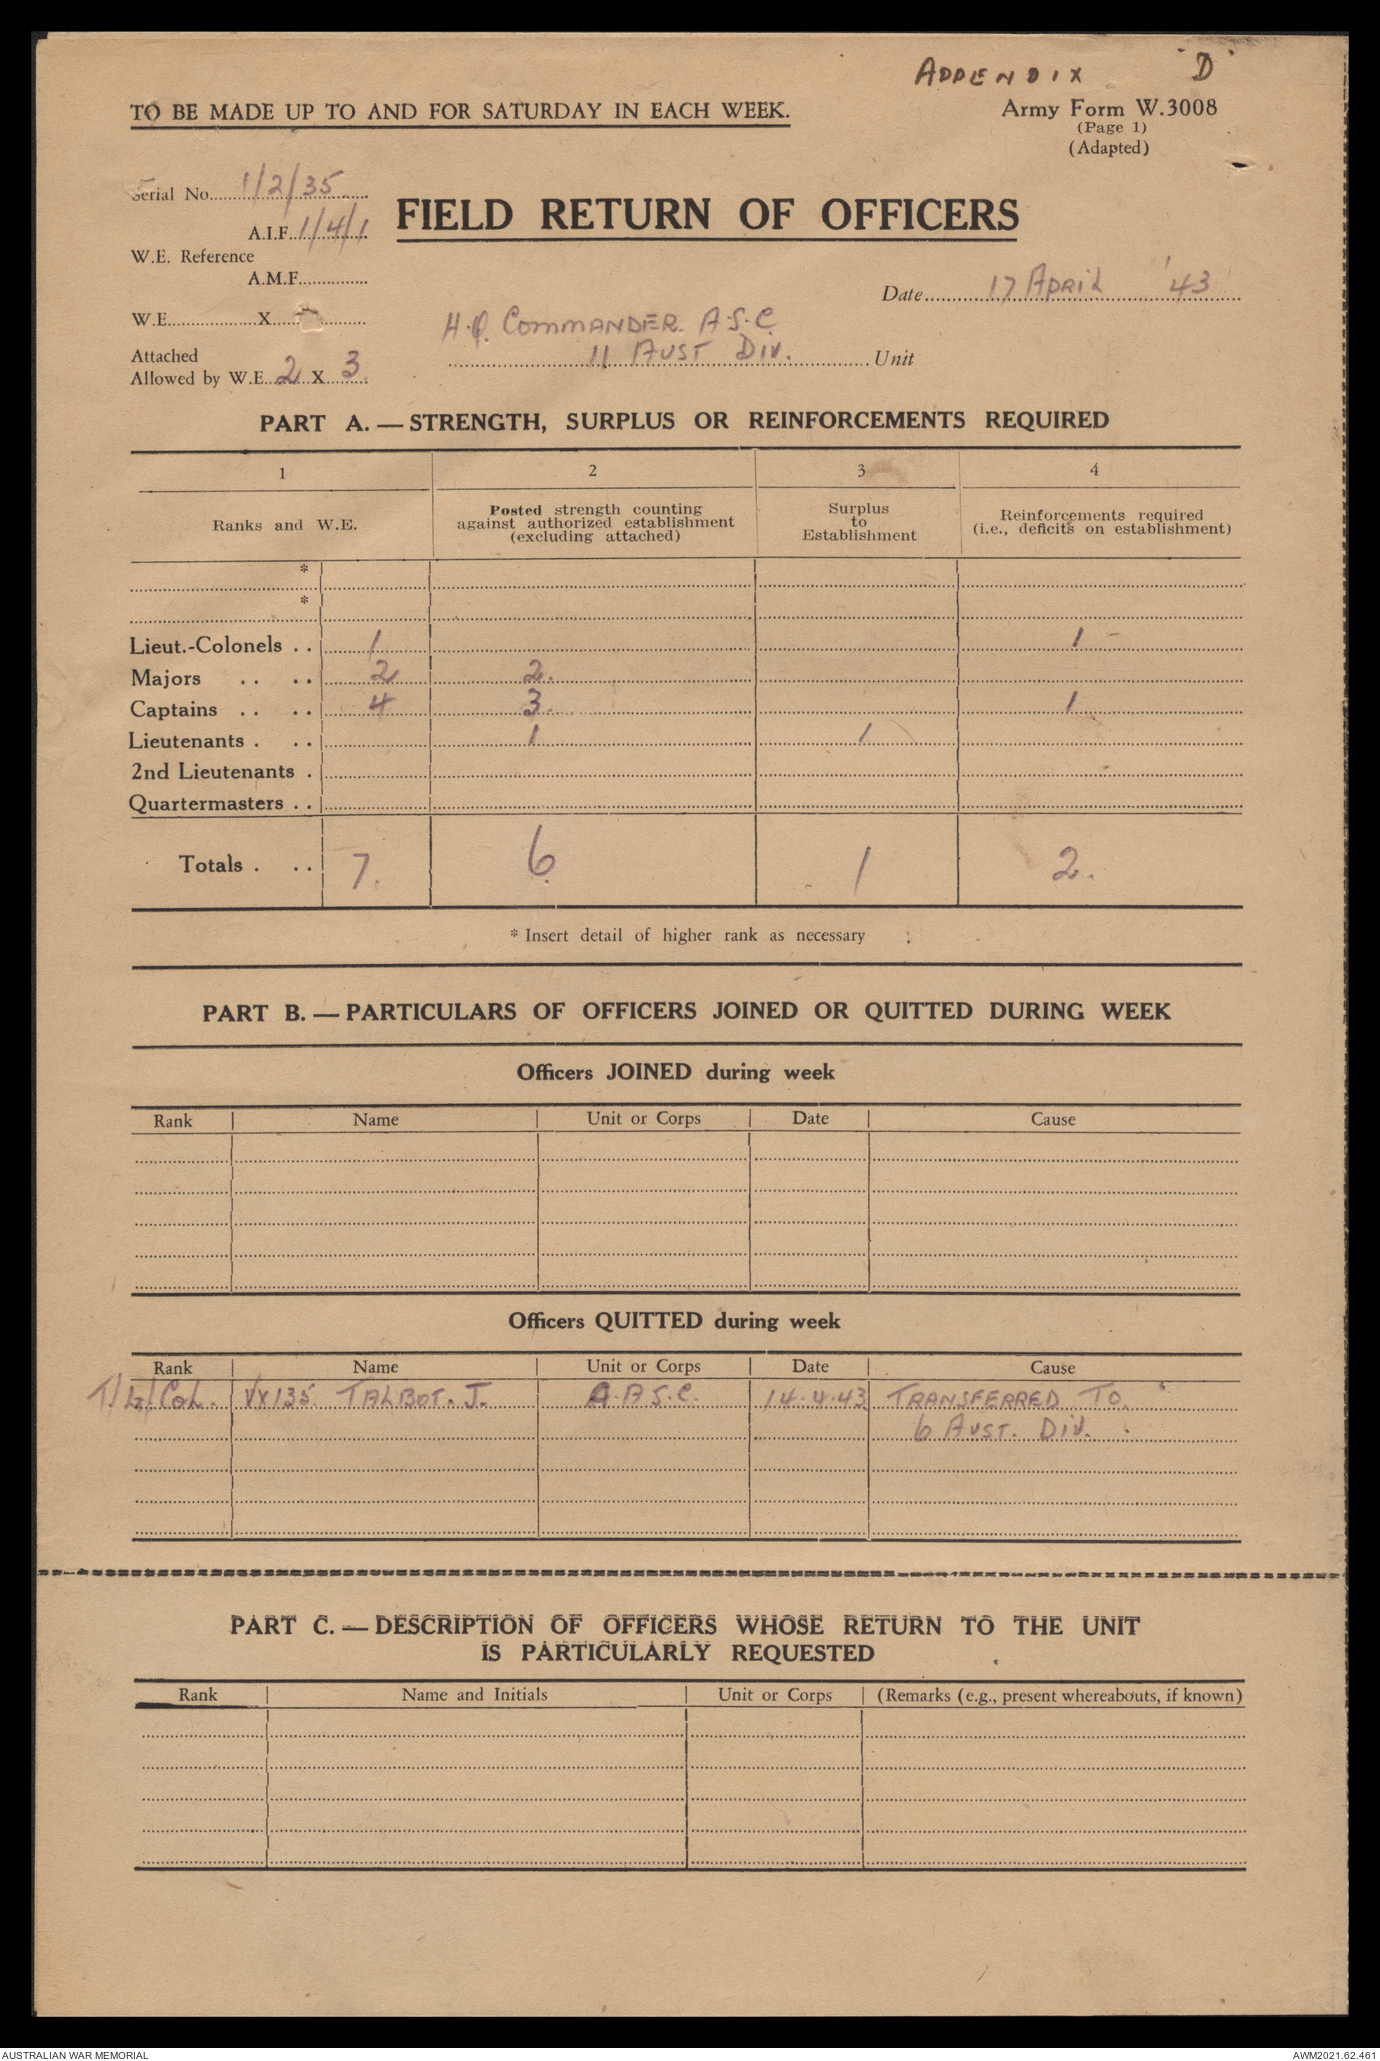 APPENDIX "D"
TO BE MADE UP TO AND FOR SATURDAY IN EACH WEEK.
Army Form W.3008
(Page 1)
(Adapted)
Serial No. 1/2/35
A.I.F. 1/4/1
W.E. Reference
A.M.F.
FIELD RETURN OF OFFICERS
Date 17 APRIL '43
W.E. X
H.Q. COMMANDER A.S.C.
11 AUST DIV. Unit
Attached
Allowed by W.E. 2 X 3
PART A. — STRENGTH, SURPLUS OR REINFORCEMENTS REQUIRED
1 2 3 4
Ranks and W.E.
Posted strength counting
against authorized establishment
(excluding attached)
Surplus
to
Establishment
Reinforcements required
(i.e., deficits on establishment)
*
*
Lieut.-Colonels . . 1 1 -
Majors . . . . 2 2.
Captains . . . . 4 3. 1
Lieutenants . . . 1 1
2nd Lieutenants .
Quartermasters . .
Totals . . . 7. 6. 1 2.
* Insert detail of higher rank as necessary
PART B. — PARTICULARS OF OFFICERS JOINED OR QUITTED DURING WEEK
Officers JOINED during week
Rank Name Unit or Corps Date Cause
Officers QUITTED during week
Rank Name Unit or Corps Date Cause
T/Lt/COL. VX135 TALBOT. J. A.A.S.C. 14.4.43 TRANSFERRED TO
6 AUST. DIV.
PART C. — DESCRIPTION OF OFFICERS WHOSE RETURN TO THE UNIT
IS PARTICULARLY REQUESTED
Rank Name and Initials Unit or Corps (Remarks (e.g., present whereabouts, if known)
AUSTRALIAN WAR MEMORIAL
AWM2021.62.461